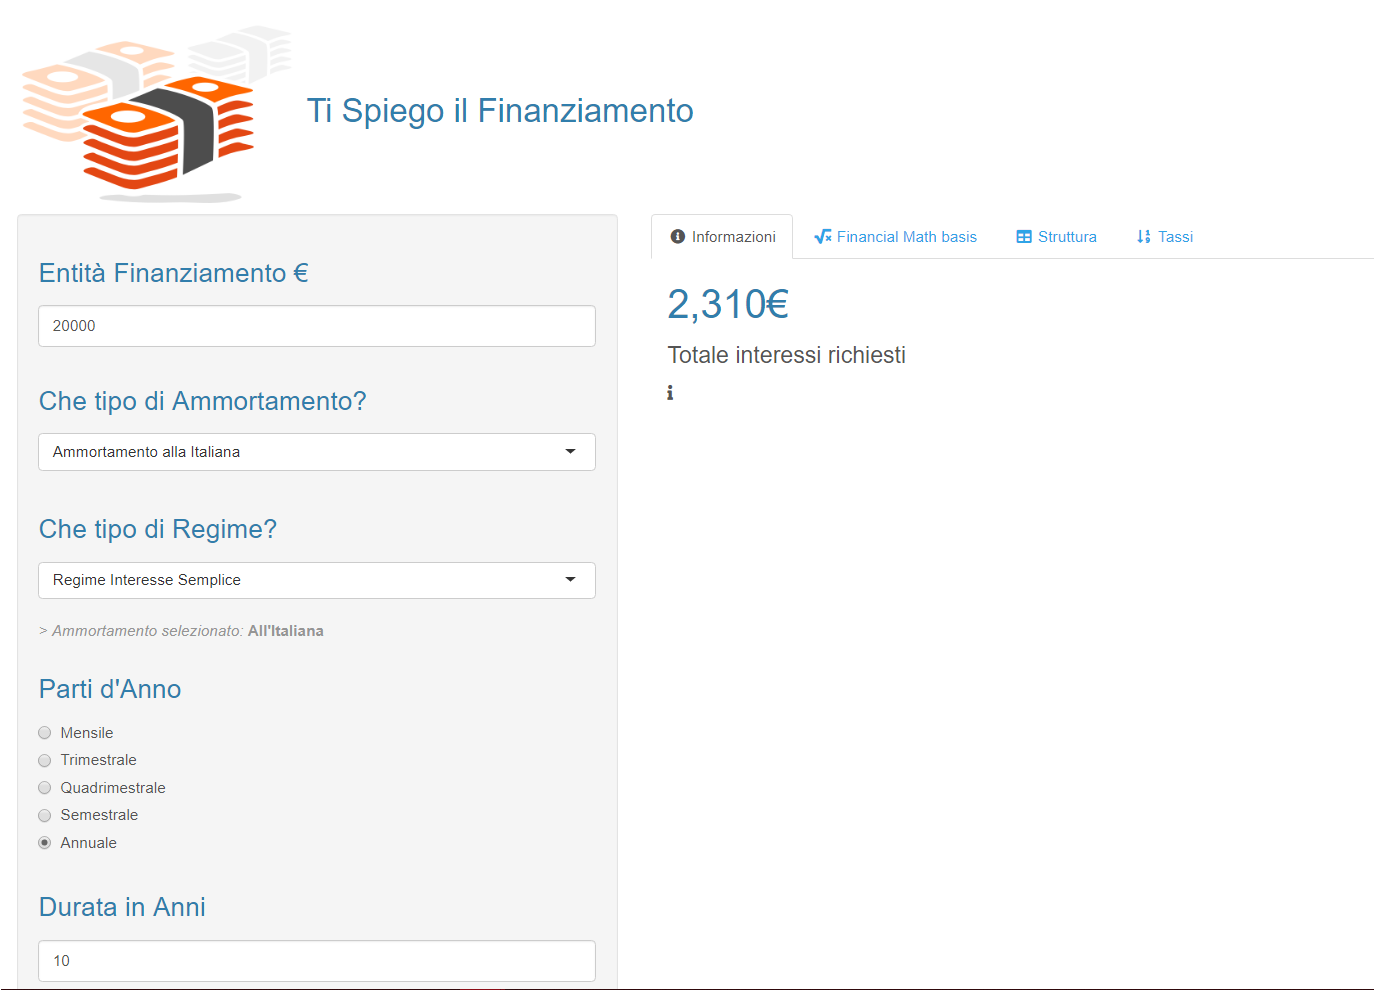 Ti Spiego il Finanziamento
Entità Finanziamento €
20000
Che tipo di Ammortamento?
Ammortamento alla Italiana
Che tipo di Regime?
Regime Interesse Semplice
> Ammortamento selezionato: All'Italiana
Parti d'Anno
Mensile
Trimestrale
Quadrimestrale
Semestrale
Annuale
Durata in Anni
10
Informazioni Financial Math basis Struttura Tassi
2,310€
Totale interessi richiesti